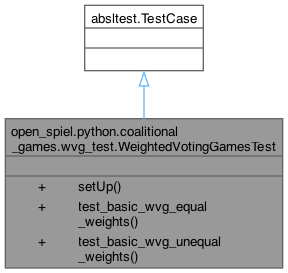 absltest.TestCase
open_spiel.python.coalitional
_games.wvg_test.WeightedVotingGamesTest
+ setUp()
+ test_basic_wvg_equal
_weights()
+ test_basic_wvg_unequal
_weights()